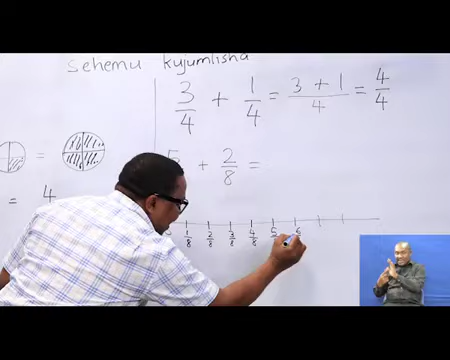 Sehemu kujumlisha
3/4 + 1/4 = 3 + 1/4 = 4/4
=
+ 2/8 =
= 4
1/8 2/8 3/8 4/8 5 6